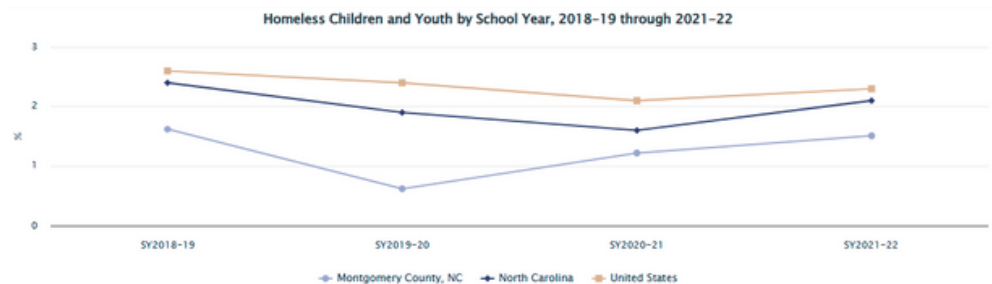 Homeless Children and Youth by School Year, 2018-19 through 2021-22
3
2
%
1
0
SY2018-19 SY2019-20 SY2020-21 SY2021-22
Montgomery County, NC North Carolina United States